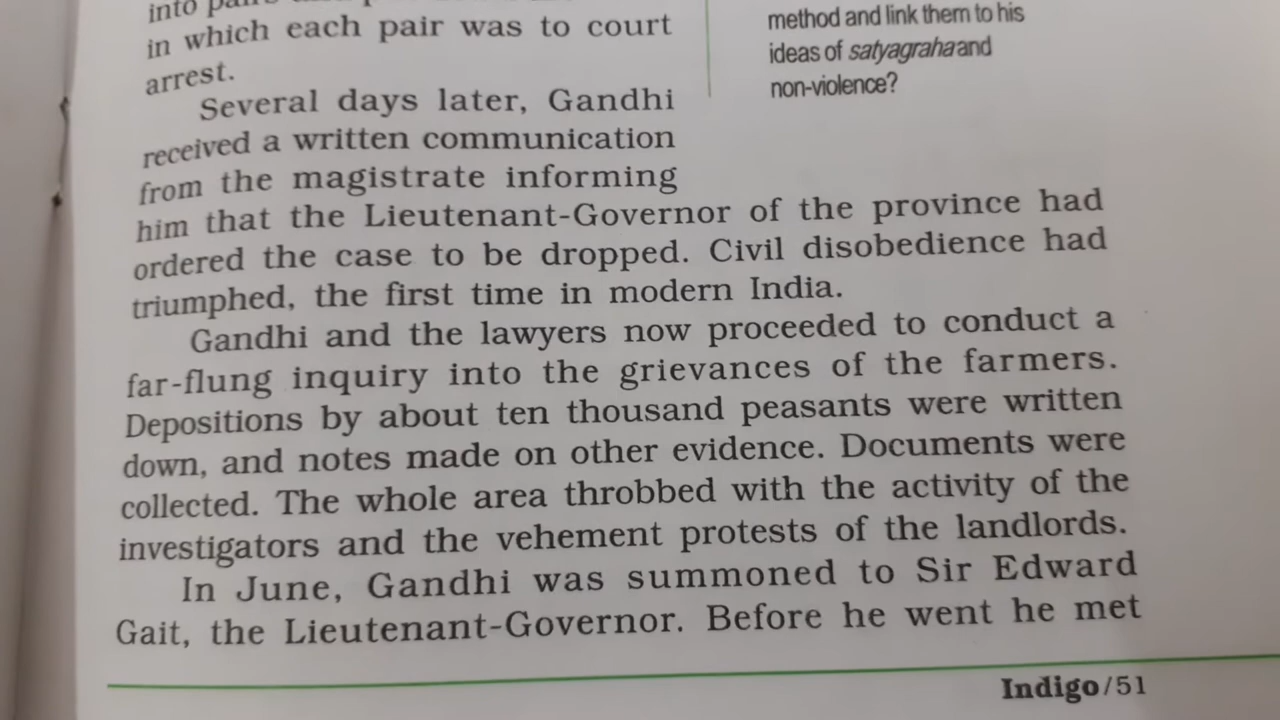 into
in which each pair was to court
arrest.
Several days later, Gandhi
received a written communication
from the magistrate informing
him that the Lieutenant-Governor of the province had
ordered the case to be dropped. Civil disobedience had
triumphed, the first time in modern India.
Gandhi and the lawyers now proceeded to conduct a
far-flung inquiry into the grievances of the farmers.
Depositions by about ten thousand peasants were written
down, and notes made on other evidence. Documents were
collected. The whole area throbbed with the activity of the
investigators and the vehement protests of the landlords.
In June, Gandhi was summoned to Sir Edward
Gait, the Lieutenant-Governor. Before he went he met
method and link them to his
ideas of satyagraha and
non-violence?
Indigo/51